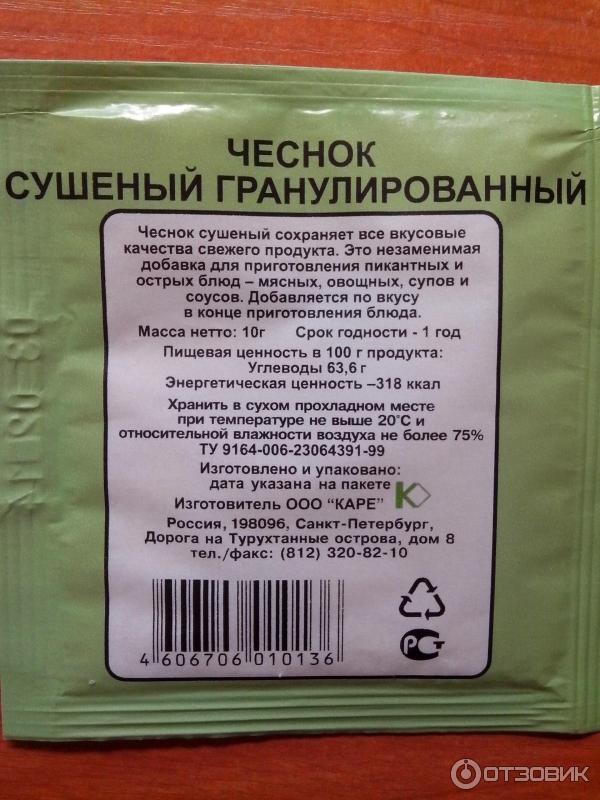 ЧЕСНОК
СУШЕНЫЙ ГРАНУЛИРОВАННЫЙ
Чеснок сушеный сохраняет все вкусовые
качества свежего продукта. Это незаменимая
добавка для приготовления пикантных и
острых блюд – мясных, овощных, супов и
соусов. Добавляется по вкусу
в конце приготовления блюда.
Масса нетто: 10г Срок годности - 1 год
Пищевая ценность в 100 г продукта:
Углеводы 63,6 г
Энергетическая ценность –318 ккал
Хранить в сухом прохладном месте
при температуре не выше 20°С и
относительной влажности воздуха не более 75%
ТУ 9164-006-23064391-99
Изготовлено и упаковано:
дата указана на пакете
Изготовитель ООО "КАРЕ"
Россия, 198096, Санкт-Петербург,
Дорога на Турухтанные острова, дом 8
тел./факс: (812) 320-82-10
4 606706 010136
РСТ
ОТЗОВИК